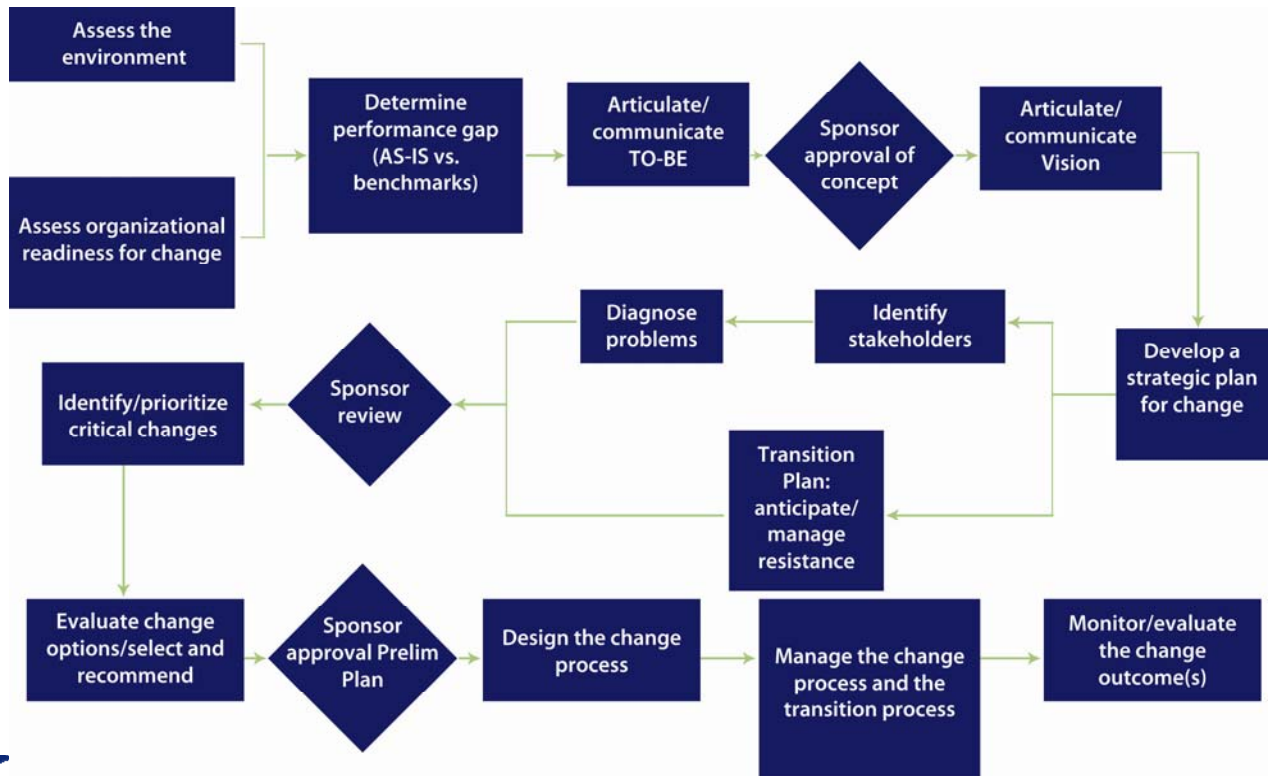 Assess the
environment
Assess organizational
readiness for change
Determine
performance gap
(AS-IS vs.
benchmarks)
Articulate/
communicate
TO-BE
Sponsor
approval of
concept
Articulate/
communicate
Vision
Develop a
strategic plan
for change
Identify
stakeholders
Diagnose
problems
Transition
Plan:
anticipate/
manage
resistance
Sponsor
review
Identify/prioritize
critical changes
Evaluate change
options/select and
recommend
Sponsor
approval Prelim
Plan
Design the change
process
Manage the change
process and the
transition process
Monitor/evaluate
the change
outcome(s)